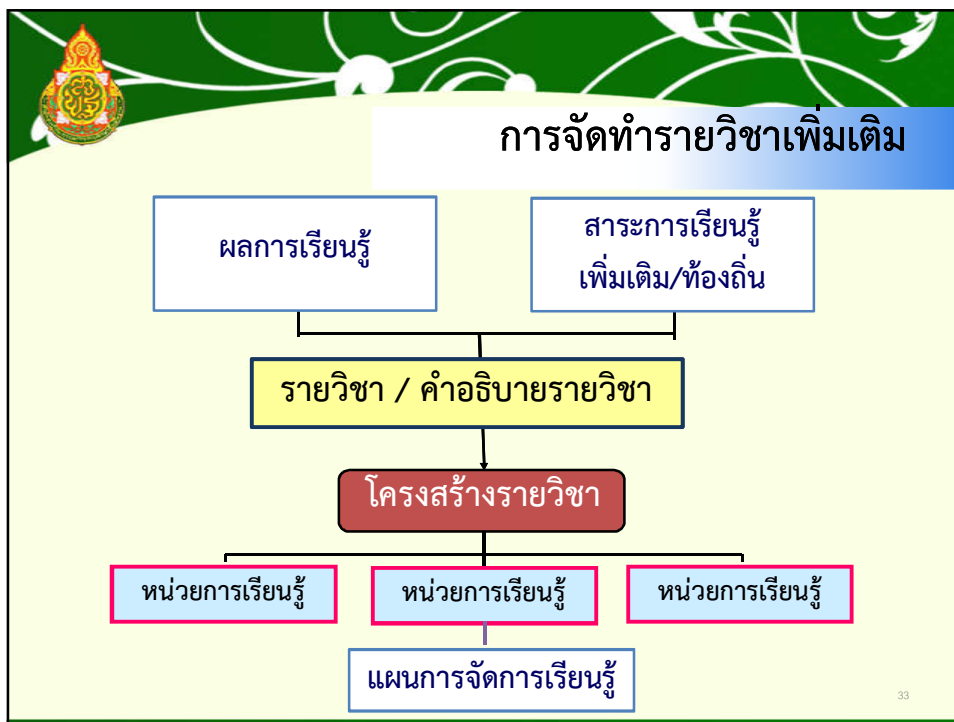 การจัดทำรายวิชาเพิ่มเติม
ผลการเรียนรู้
สาระการเรียนรู้
เพิ่มเติม/ท้องถิ่น
รายวิชา / คำอธิบายรายวิชา
โครงสร้างรายวิชา
หน่วยการเรียนรู้
หน่วยการเรียนรู้
หน่วยการเรียนรู้
แผนการจัดการเรียนรู้
33